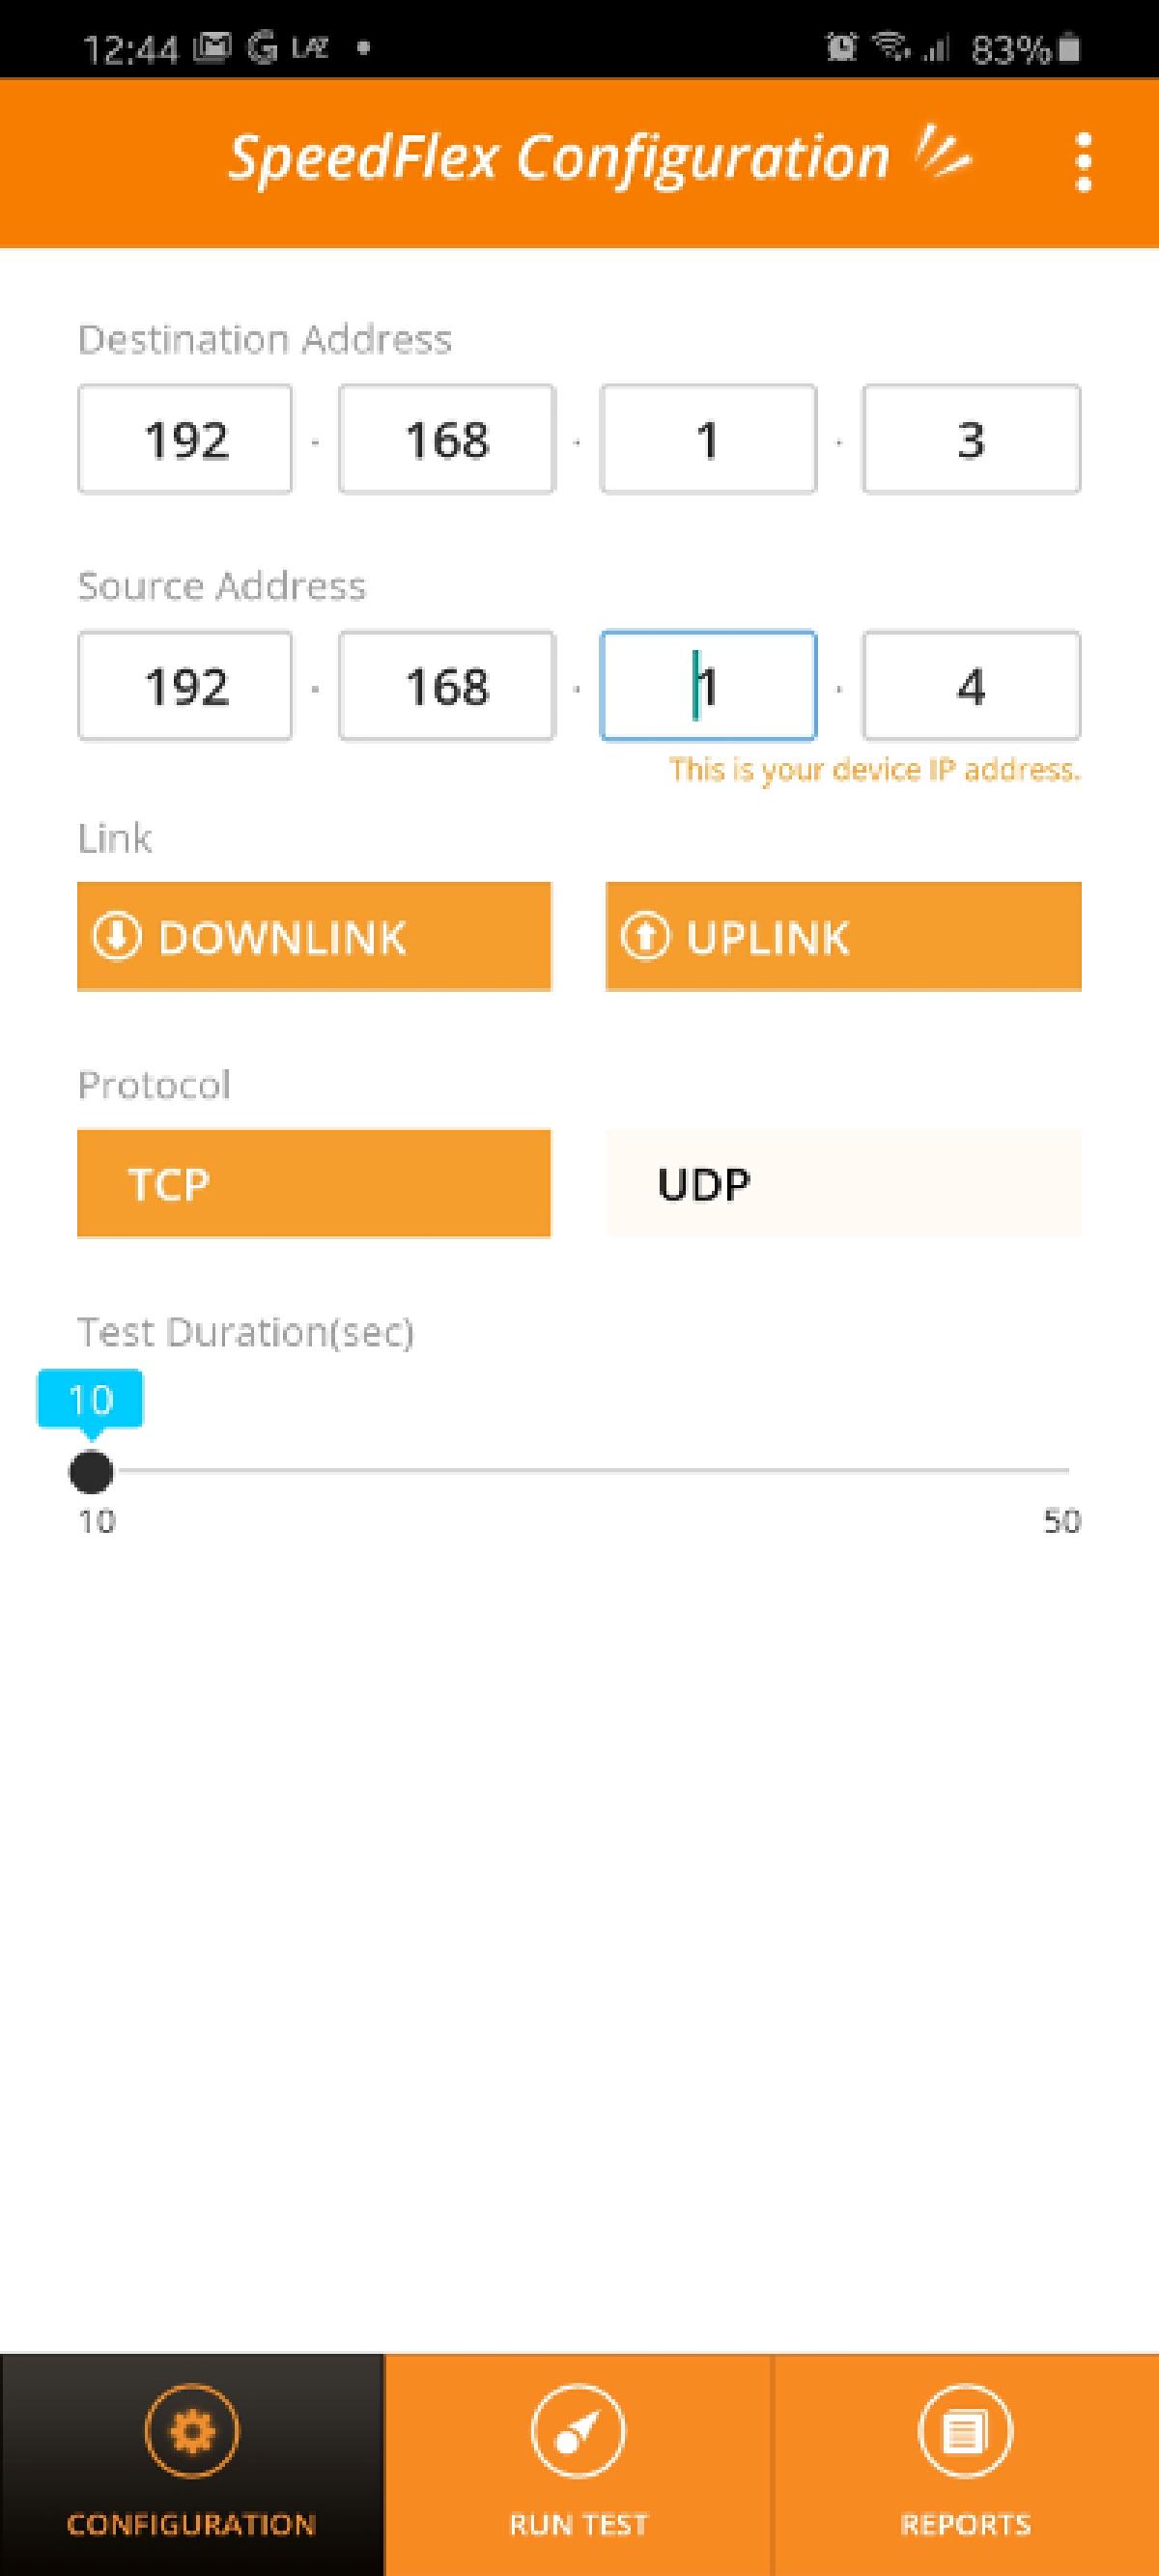 12:44 83%
SpeedFlex Configuration
Destination Address
192 . 168 . 1 . 3
Source Address
192 . 168 . 1 . 4
This is your device IP address.
Link
DOWNLINK UPLINK
Protocol
TCP UDP
Test Duration(sec)
10
10 50
CONFIGURATION RUN TEST REPORTS